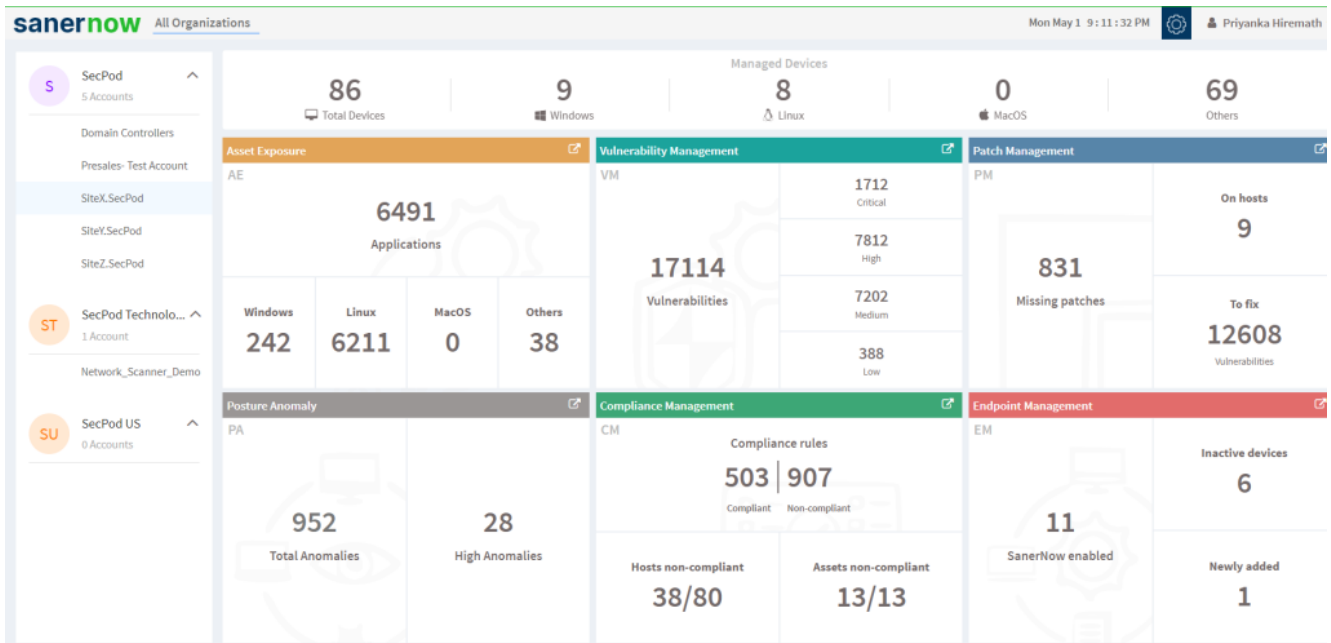 sanernow All Organizations Mon May 1 9:11:32 PM Priyanka Hiremath
S SecPod
5 Accounts
Domain Controllers
Presales- Test Account
SiteX.SecPod
SiteY.SecPod
SiteZ.SecPod
ST SecPod Technolo...
1 Account
Network_Scanner_Demo
SU SecPod US
0 Accounts
Managed Devices
86 9 8 0 69
Total Devices Windows Linux MacOS Others
Asset Exposure
AE
6491
Applications
Windows Linux MacOS Others
242 6211 0 38
Vulnerability Management
VM
17114
Vulnerabilities
1712
Critical
7812
High
7202
Medium
388
Low
Patch Management
PM
831
Missing patches
On hosts
9
To fix
12608
Vulnerabilities
Posture Anomaly
PA
952
Total Anomalies
28
High Anomalies
Compliance Management
CM
Compliance rules
503 907
Compliant Non-compliant
Hosts non-compliant
38/80
Assets non-compliant
13/13
Endpoint Management
EM
11
SanerNow enabled
Inactive devices
6
Newly added
1